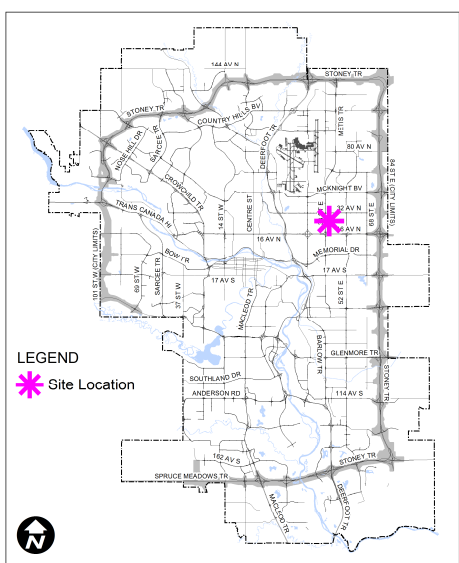 144 AV N
STONEY TR
STONEY TR
COUNTRY HILLS BV
NOSEHILL DR
SARCEE TR
DEERFOOT TR
METIS TR
80 AV N
84 ST E (CITY LIMITS)
CROWCHILD TR
MCKNIGHT BV
TRANS CANADA HI
14 ST W
CENTRE ST
32 AV N
68 ST E
16 AV N
6 AV N
101 ST W (CITY LIMITS)
BOW TR
MEMORIAL DR
17 AV S
17 AV S
69 ST W
SARCEE TR
37 ST W
MACLEOD TR
52 ST E
BARLOW TR
GLENMORE TR
LEGEND
Site Location
STONEY TR
SOUTHLAND DR
ANDERSON RD
114 AV S
162 AV S
STONEY TR
SPRUCE MEADOWS TR
MACLEOD TR
DEERFOOT TR
N